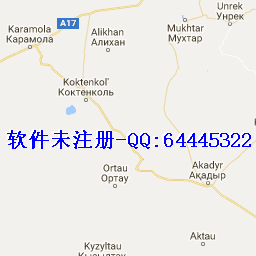 Unrek
Унрек
A17
Karamola
Карамола
Alikhan
Алихан
Mukhtar
Мухтар
Koktenkol'
Коктенколь
软件未注册-QQ:64445322
Ortau
Ортау
Akadyr
Ақадыр
Aktau
Kyzyltau
Кызылтау